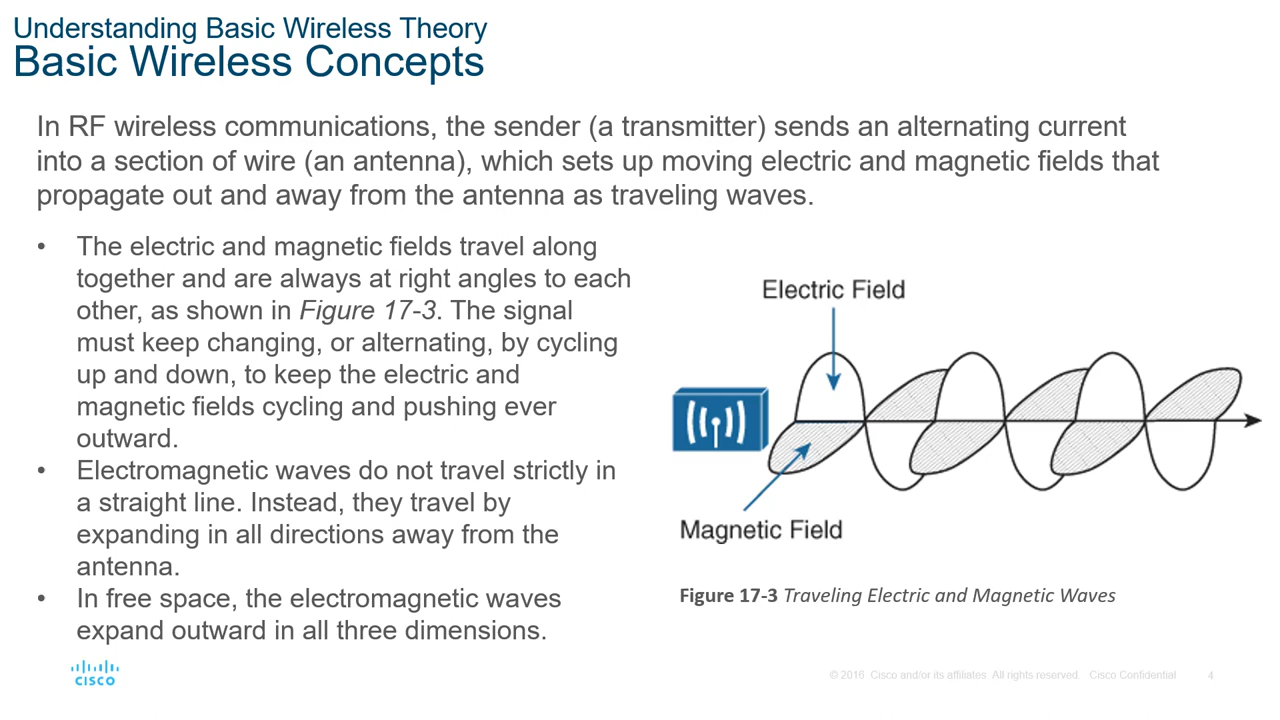 Understanding Basic Wireless Theory
Basic Wireless Concepts
In RF wireless communications, the sender (a transmitter) sends an alternating current
into a section of wire (an antenna), which sets up moving electric and magnetic fields that
propagate out and away from the antenna as traveling waves.
• The electric and magnetic fields travel along
together and are always at right angles to each
other, as shown in Figure 17-3. The signal
must keep changing, or alternating, by cycling
up and down, to keep the electric and
magnetic fields cycling and pushing ever
outward.
• Electromagnetic waves do not travel strictly in
a straight line. Instead, they travel by
expanding in all directions away from the
antenna.
• In free space, the electromagnetic waves
expand outward in all three dimensions.
Electric Field
Magnetic Field
Figure 17-3 Traveling Electric and Magnetic Waves
CISCO
© 2016 Cisco and/or its affiliates. All rights reserved. Cisco Confidential
4